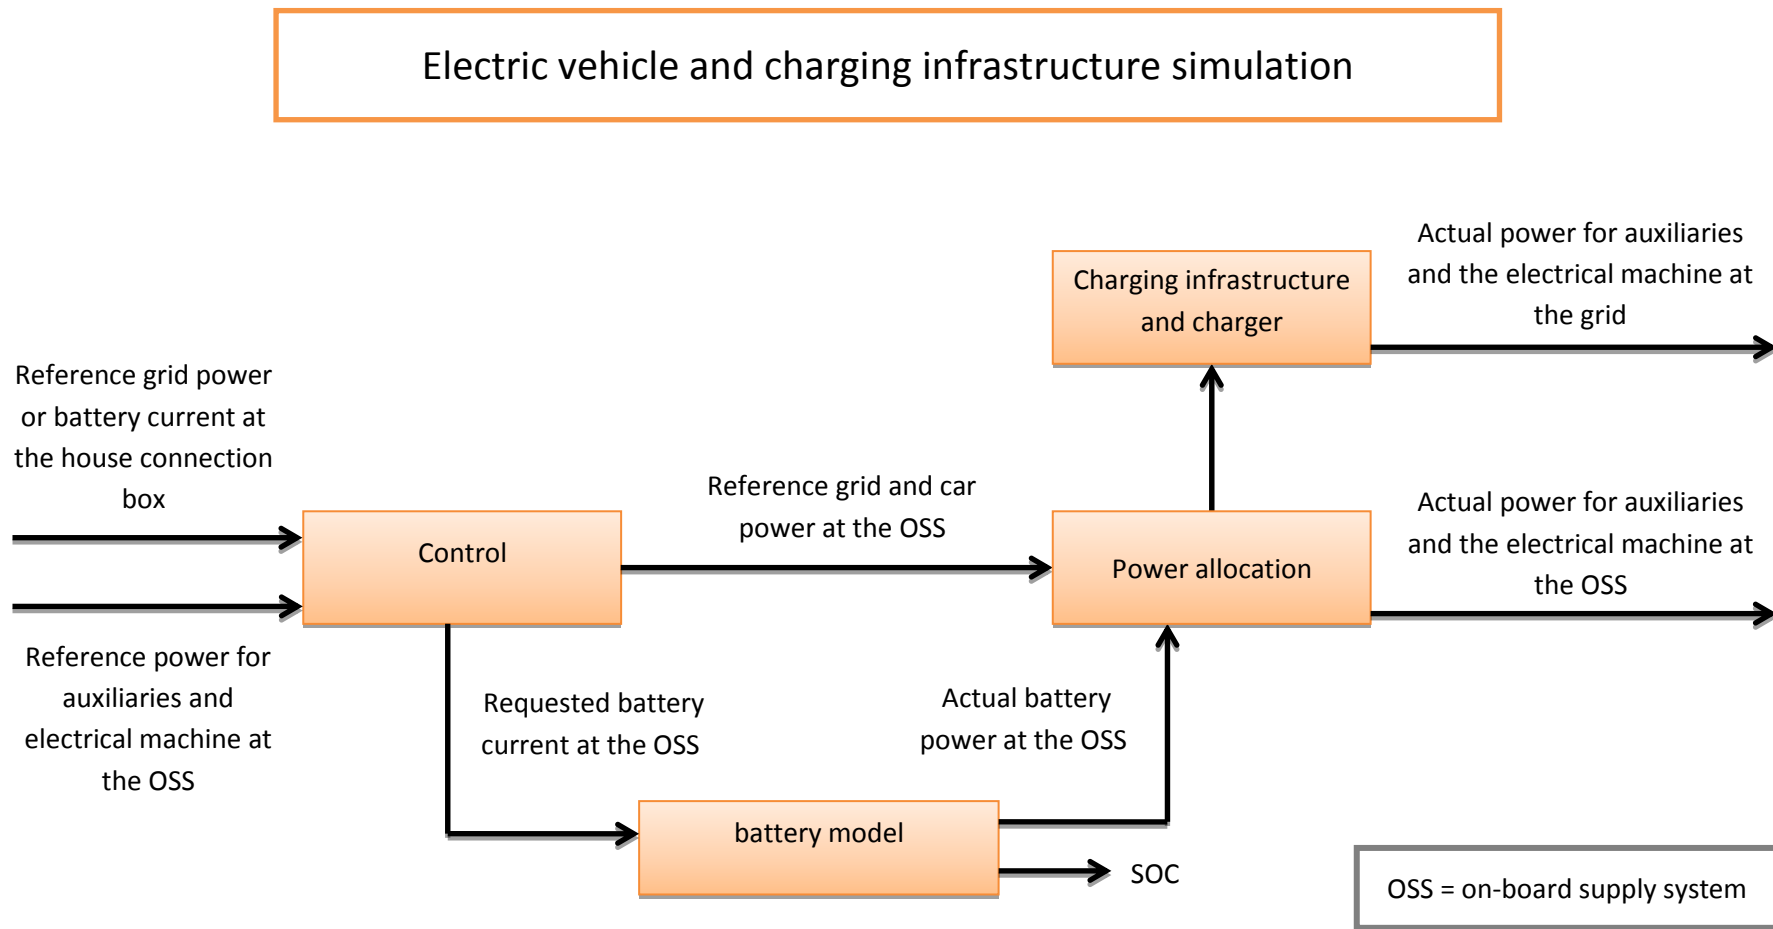 Electric vehicle and charging infrastructure simulation
Actual power for auxiliaries
and the electrical machine at
the grid
Charging infrastructure
and charger
Reference grid power
or battery current at
the house connection
box
Reference grid and car
power at the OSS
Actual power for auxiliaries
and the electrical machine at
the OSS
Control
Power allocation
Reference power for
auxiliaries and
electrical machine at
the OSS
Requested battery
current at the OSS
Actual battery
power at the OSS
battery model
SOC
OSS = on-board supply system